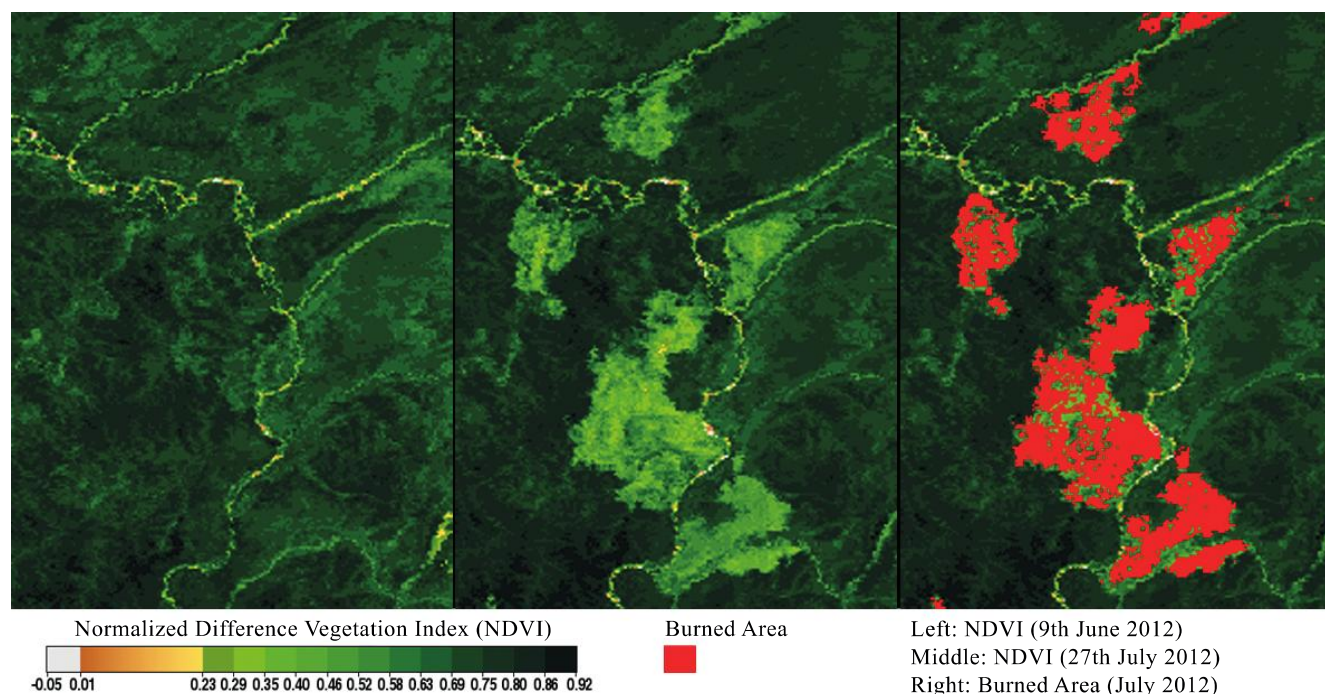 Normalized Difference Vegetation Index (NDVI)
-0.05 0.01 0.23 0.29 0.35 0.40 0.46 0.52 0.58 0.63 0.69 0.75 0.80 0.86 0.92
Burned Area
Left: NDVI (9th June 2012)
Middle: NDVI (27th July 2012)
Right: Burned Area (July 2012)